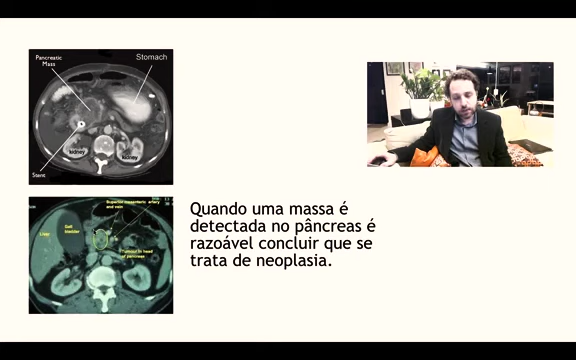 Pancreatic
Mass
Stomach
kidney
kidney
Stent
Superior mesenteric artery
and vein
Gall
bladder
Liver
Tumour in head
of pancreas
Quando uma massa é
detectada no pâncreas é
razoável concluir que se
trata de neoplasia.